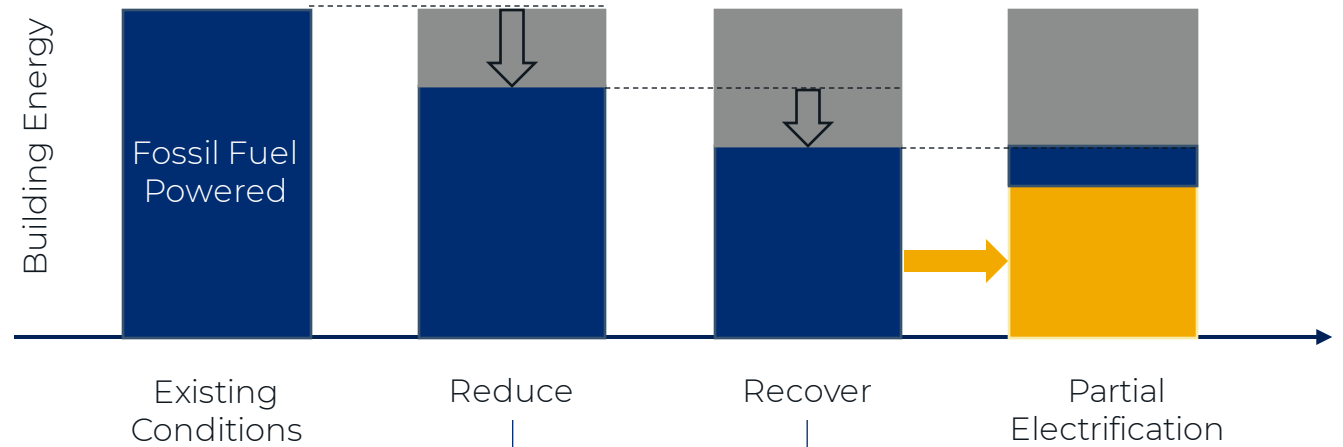 Building Energy
Fossil Fuel
Powered
Existing
Conditions
Reduce
Recover
Partial
Electrification